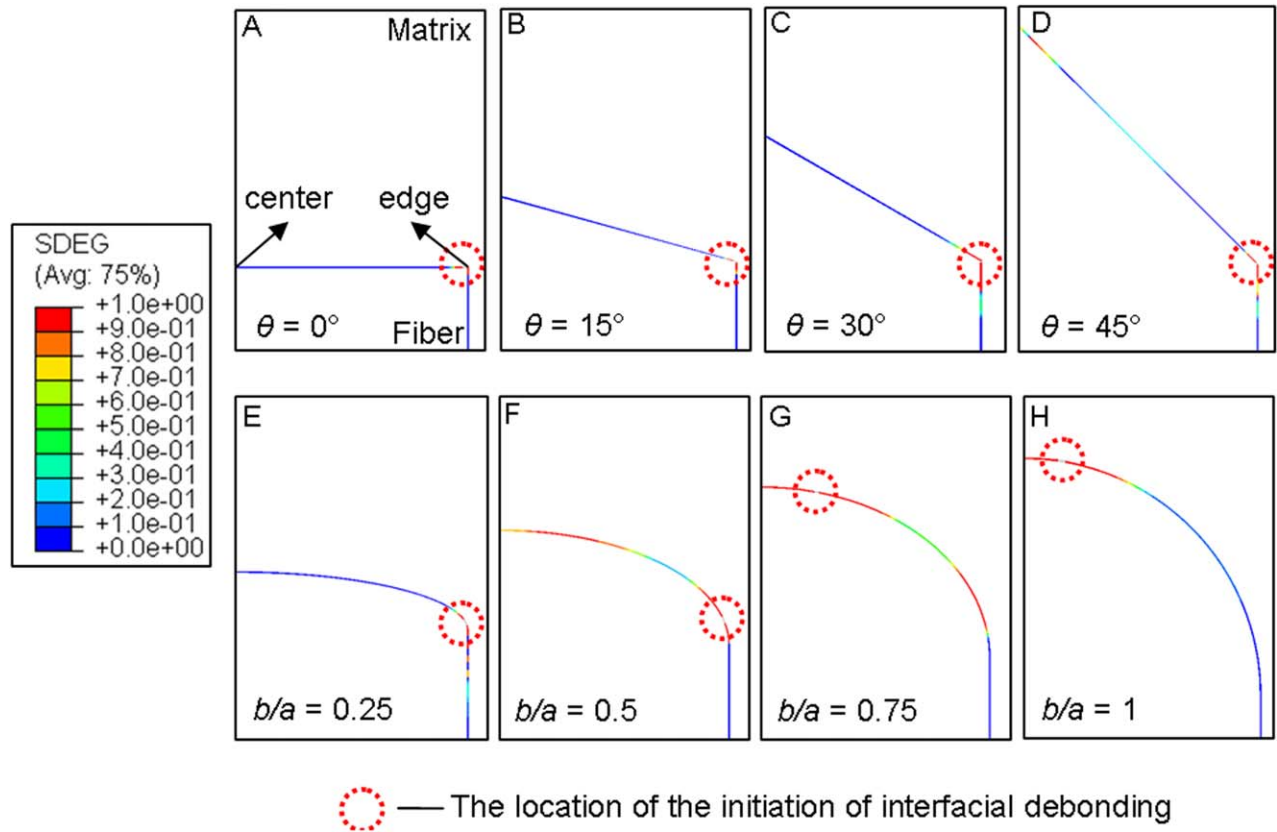 A
Matrix
center
edge
θ = 0°
Fiber
B
θ = 15°
C
θ = 30°
D
θ = 45°
SDEG
(Avg: 75%)
+1.0e+00
+9.0e-01
+8.0e-01
+7.0e-01
+6.0e-01
+5.0e-01
+4.0e-01
+3.0e-01
+2.0e-01
+1.0e-01
+0.0e+00
E
b/a = 0.25
F
b/a = 0.5
G
b/a = 0.75
H
b/a = 1
The location of the initiation of interfacial debonding